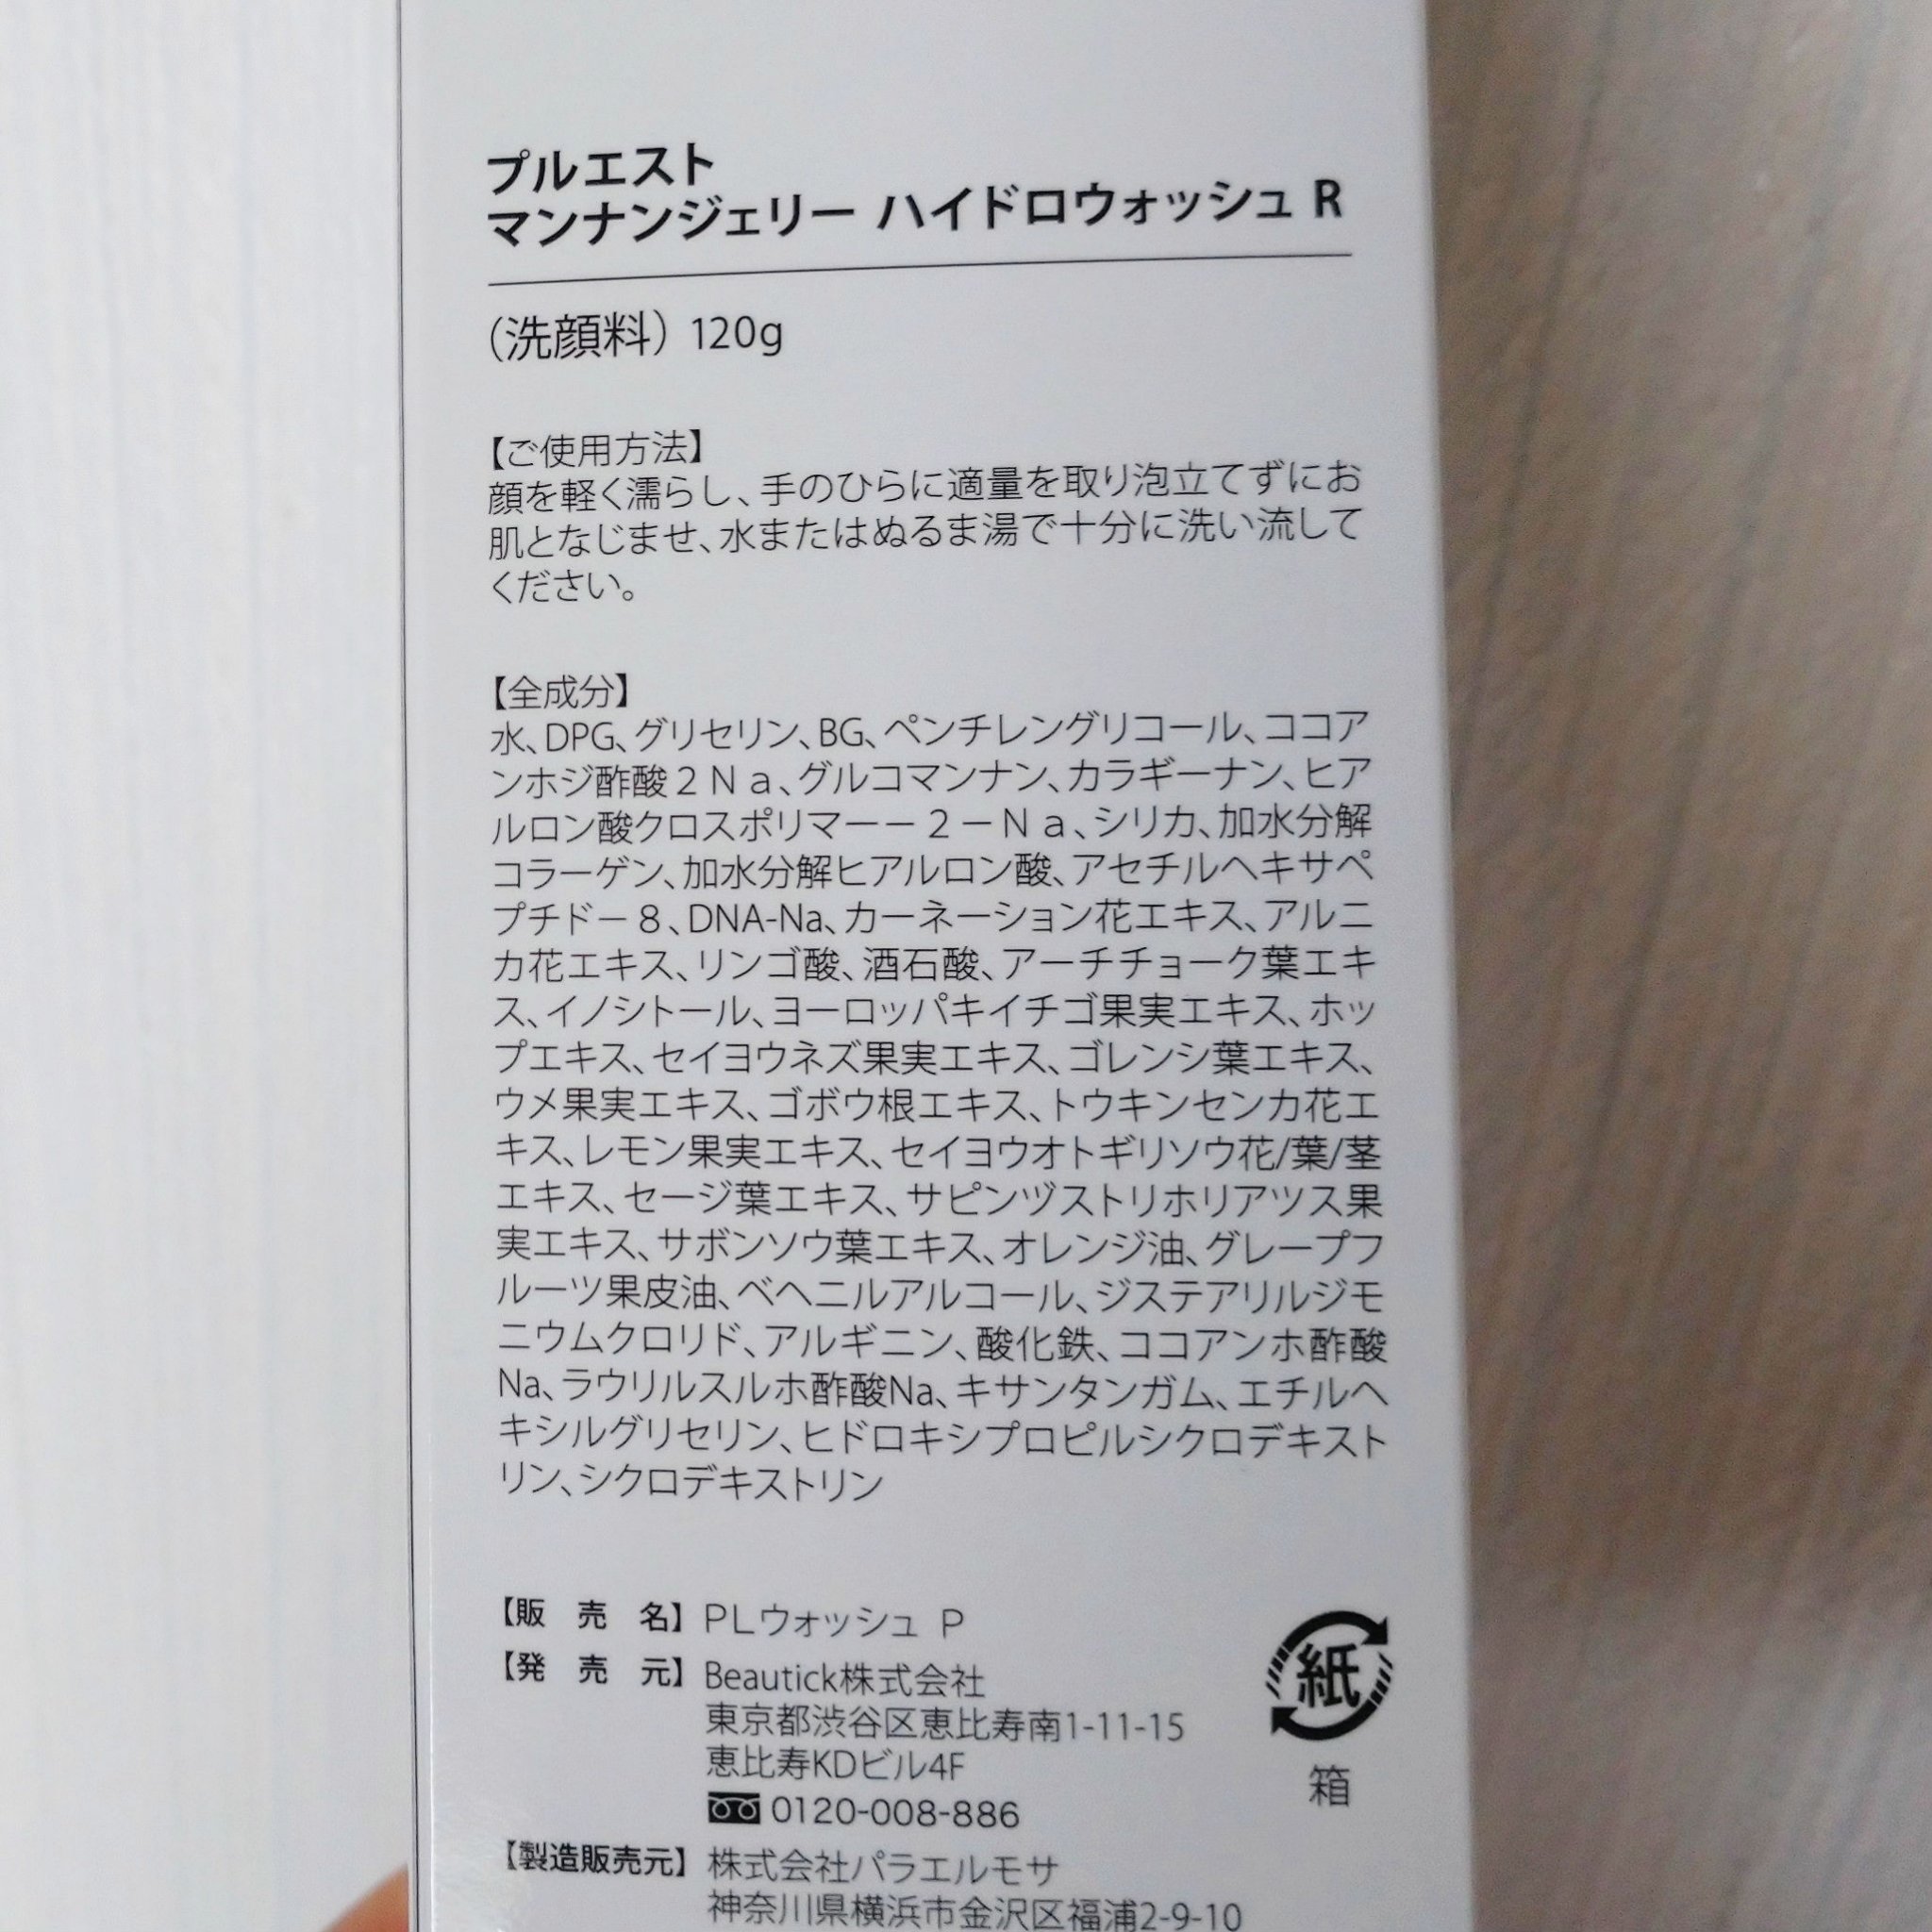 プルエスト
マンナンジェリー ハイドロウォッシュ R
(洗顔料) 120g
【ご使用方法】
顔を軽く濡らし、手のひらに適量を取り泡立てずにお
肌となじませ、水またはぬるま湯で十分に洗い流して
ください。
【全成分】
水、DPG、グリセリン、BG、ペンチレングリコール、ココア
ンホジ酢酸２Ｎａ、グルコマンナン、カラギーナン、ヒア
ルロン酸クロスポリマー－２－Ｎａ、シリカ、加水分解
コラーゲン、加水分解ヒアルロン酸、アセチルヘキサペ
プチド－８、DNA-Na、カーネーション花エキス、アルニ
カ花エキス、リンゴ酸、酒石酸、アーチチョーク葉エキ
ス、イノシトール、ヨーロッパキイチゴ果実エキス、ホッ
プエキス、セイヨウネズ果実エキス、ゴレンシ葉エキス、
ウメ果実エキス、ゴボウ根エキス、トウキンセンカ花エ
キス、レモン果実エキス、セイヨウオトギリソウ花/葉/茎
エキス、セージ葉エキス、サピンヅストリホリアツス果
実エキス、サボンソウ葉エキス、オレンジ油、グレープフ
ルーツ果皮油、ベヘニルアルコール、ジステアリルジモ
ニウムクロリド、アルギニン、酸化鉄、ココアンホ酢酸
Na、ラウリルスルホ酢酸Na、キサンタンガム、エチルヘ
キシルグリセリン、ヒドロキシプロピルシクロデキスト
リン、シクロデキストリン
【販 売 名】PLウォッシュ P
【発 売 元】Beautick株式会社
東京都渋谷区恵比寿南1-11-15
恵比寿KDビル4F
0120-008-886
紙
箱
【製造販売元】株式会社パラエルモサ
神奈川県横浜市金沢区福浦2-9-10